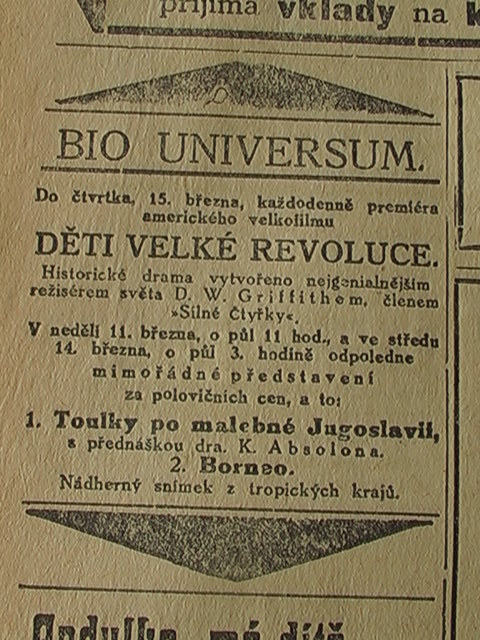 přijímá vklady na
BIO UNIVERSUM.
Do čtvrtka, 15. března, každodenně premiéra
amerického velkofilmu
DĚTI VELKÉ REVOLUCE.
Historické drama vytvořeno nejgenialnějším
režisérem světa D. W. Griffithem, členem
»Silné Čtyřky«.
V neděli 11. března, o půl 11 hod., a ve středu
14. března, o půl 3. hodině odpoledne
mimořádné představení
za polovičních cen, a to:
1. Toulky po malebné Jugoslavii,
s přednáškou dra. K. Absolona.
2. Borneo.
Nádherný snímek z tropických krajů.
má dítě